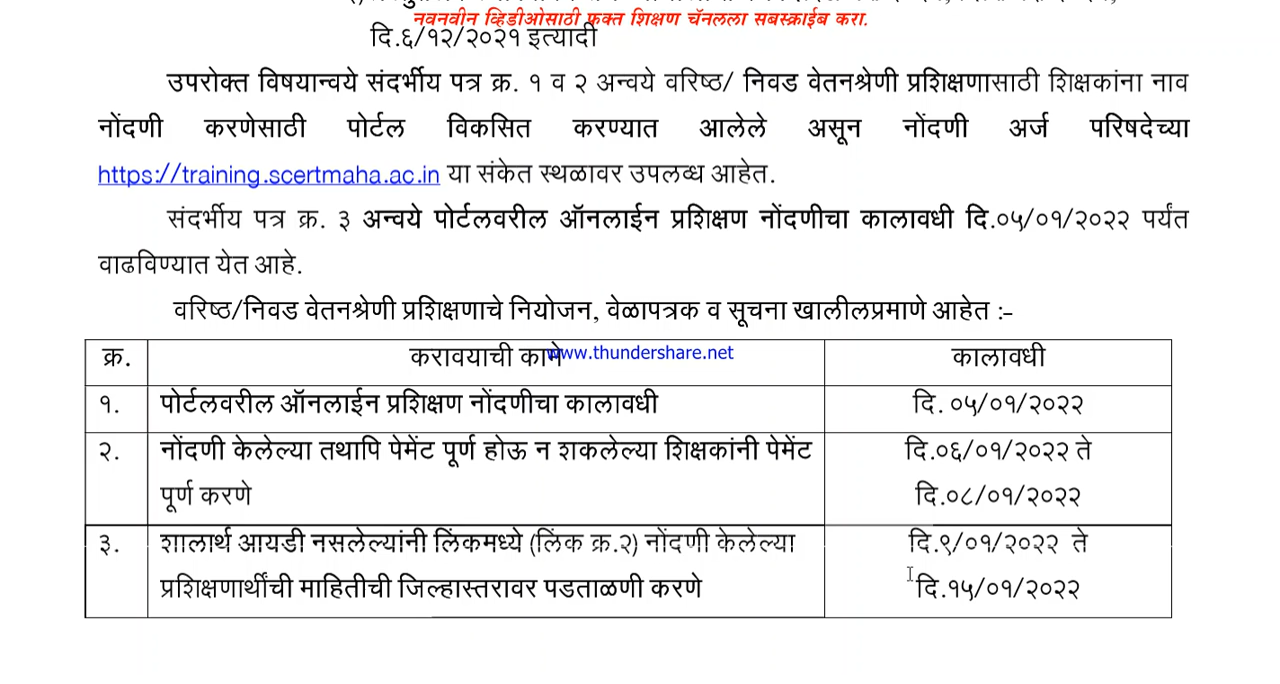 नवनवीन व्हिडीओसाठी फक्त शिक्षण चॅनलला सबस्क्राईब करा.
दि.६/१२/२०२१ इत्यादी
उपरोक्त विषयान्वये संदर्भीय पत्र क्र. १ व २ अन्वये वरिष्ठ/ निवड वेतनश्रेणी प्रशिक्षणासाठी शिक्षकांना नाव
नोंदणी करणेसाठी पोर्टल विकसित करण्यात आलेले असून नोंदणी अर्ज परिषदेच्या
https://training.scertmaha.ac.in या संकेत स्थळावर उपलब्ध आहेत.
संदर्भीय पत्र क्र. ३ अन्वये पोर्टलवरील ऑनलाईन प्रशिक्षण नोंदणीचा कालावधी दि.०५/०१/२०२२ पर्यंत
वाढविण्यात येत आहे.
वरिष्ठ/निवड वेतनश्रेणी प्रशिक्षणाचे नियोजन, वेळापत्रक व सूचना खालीलप्रमाणे आहेत :-
क्र. करावयाची कामे कालावधी
www.thundershare.net
१. पोर्टलवरील ऑनलाईन प्रशिक्षण नोंदणीचा कालावधी दि. ०५/०१/२०२२
२. नोंदणी केलेल्या तथापि पेमेंट पूर्ण होऊ न शकलेल्या शिक्षकांनी पेमेंट दि.०६/०१/२०२२ ते
पूर्ण करणे दि.०८/०१/२०२२
३. शालार्थ आयडी नसलेल्यांनी लिंकमध्ये (लिंक क्र.२) नोंदणी केलेल्या दि.९/०१/२०२२ ते
प्रशिक्षणार्थींची माहितीची जिल्हास्तरावर पडताळणी करणे दि.१५/०१/२०२२